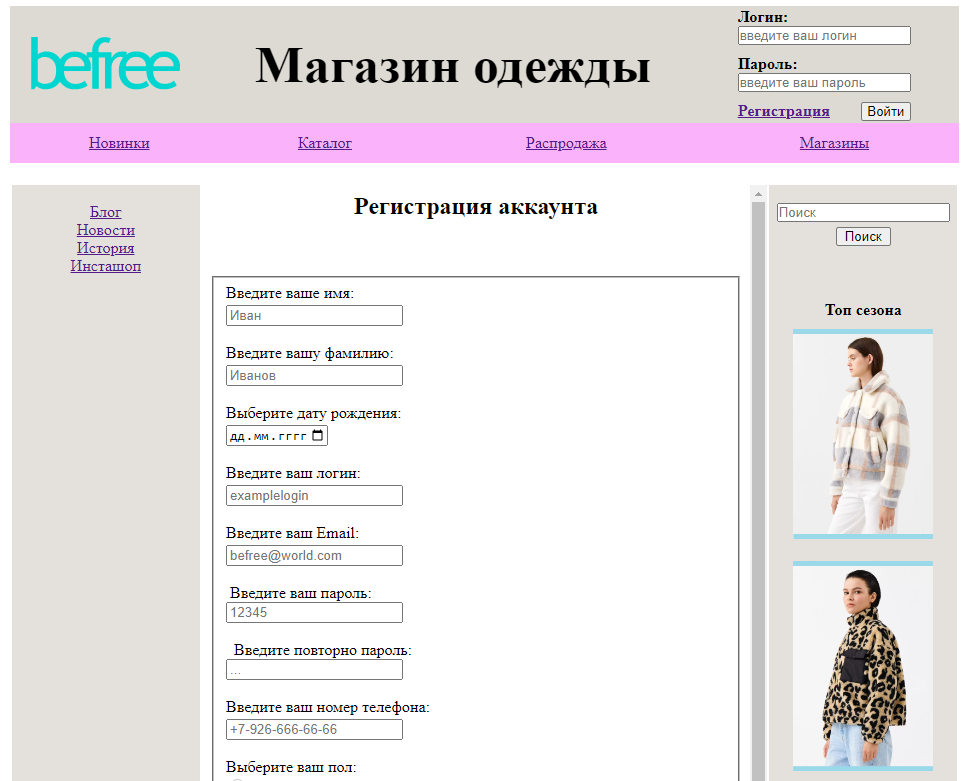 befree
Магазин одежды
Логин:
введите ваш логин
Пароль:
введите ваш пароль
Регистрация Войти
Новинки Каталог Распродажа Магазины
Блог
Новости
История
Инсташоп
Регистрация аккаунта
Введите ваше имя:
Иван
Введите вашу фамилию:
Иванов
Выберите дату рождения:
дд.мм.гггг
Введите ваш логин:
examplelogin
Введите ваш Email:
befree@world.com
Введите ваш пароль:
12345
Введите повторно пароль:
...
Введите ваш номер телефона:
+7-926-666-66-66
Выберите ваш пол:
Поиск
Поиск
Топ сезона